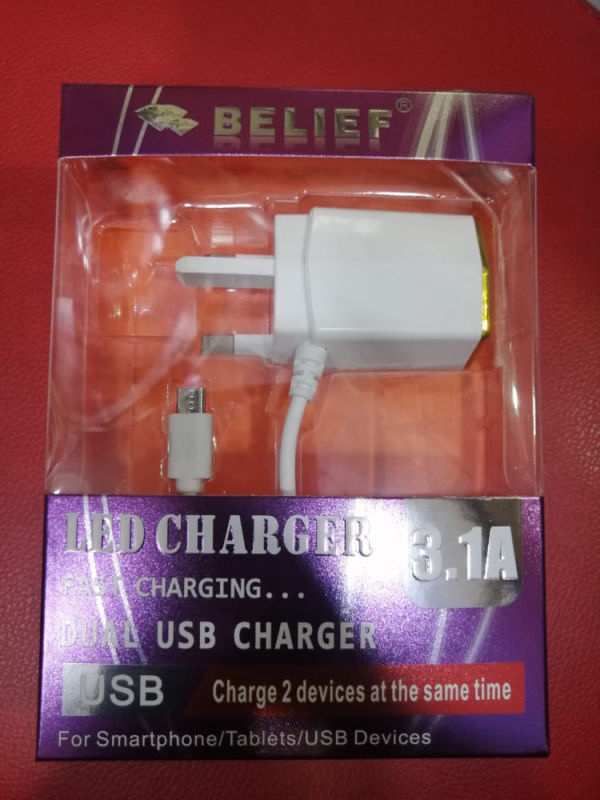 BELIEF®
LED CHARGER
3.1A
FAST CHARGING...
DUAL USB CHARGER
USB
Charge 2 devices at the same time
For Smartphone/Tablets/USB Devices